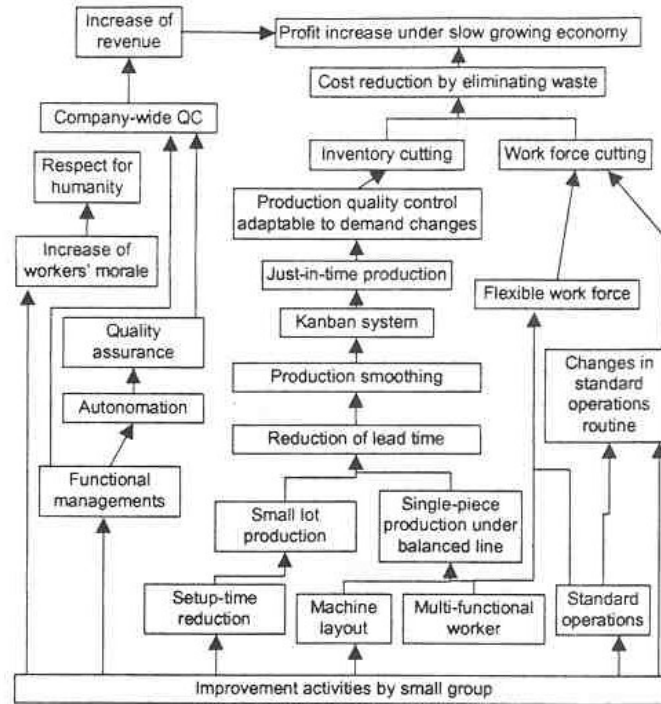 Increase of
revenue
Profit increase under slow growing economy
Cost reduction by eliminating waste
Company-wide QC
Inventory cutting
Work force cutting
Respect for
humanity
Production quality control
adaptable to demand changes
Increase of
workers' morale
Just-in-time production
Flexible work force
Kanban system
Quality
assurance
Changes in
standard
operations
routine
Production smoothing
Autonomation
Reduction of lead time
Functional
managements
Small lot
production
Single-piece
production under
balanced line
Setup-time
reduction
Machine
layout
Multi-functional
worker
Standard
operations
Improvement activities by small group